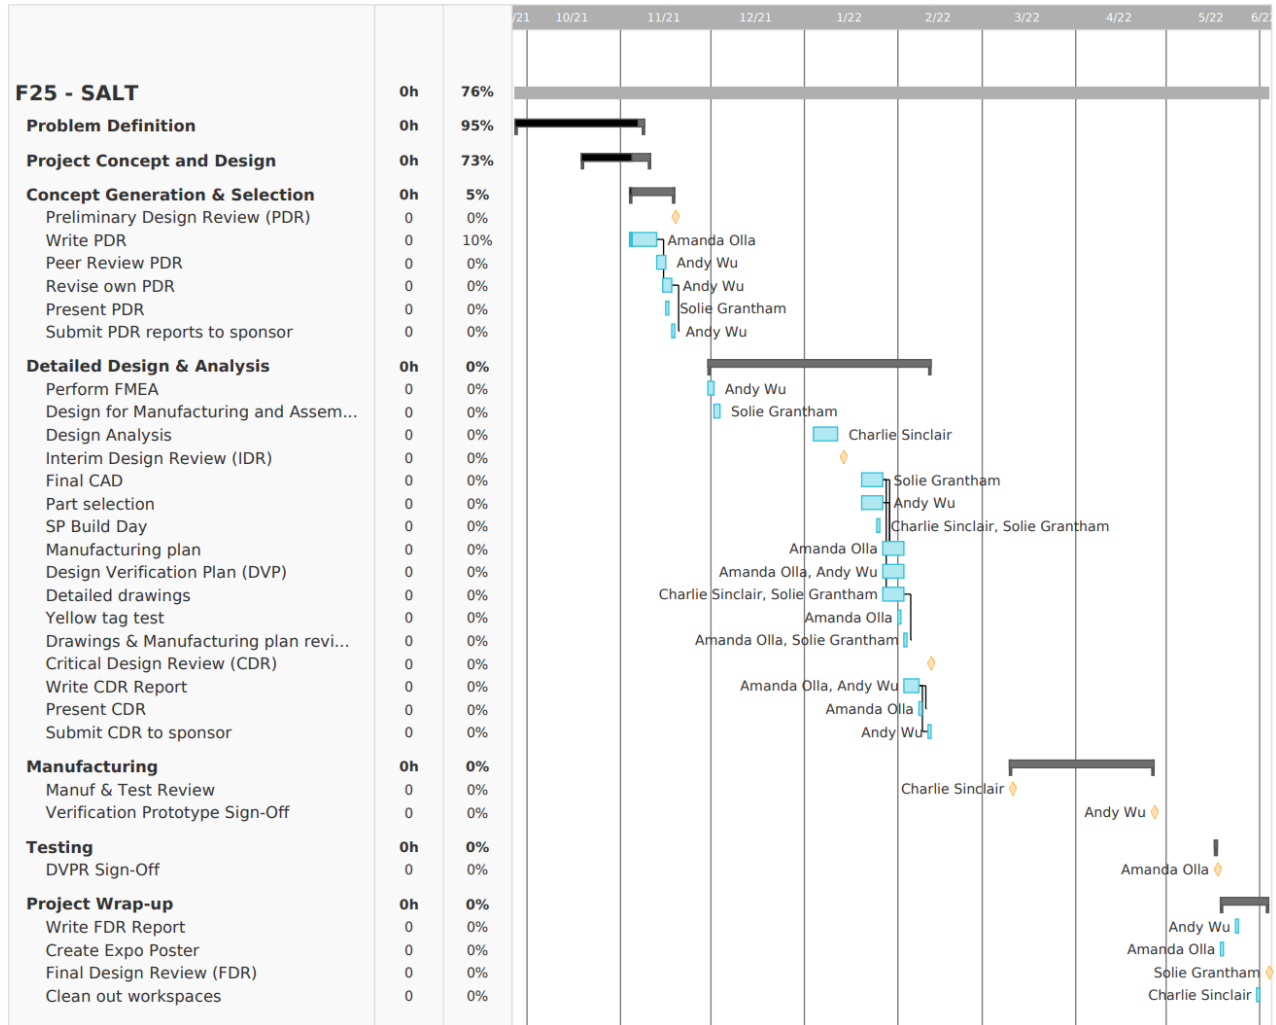 /21 10/21 11/21 12/21 1/22 2/22 3/22 4/22 5/22 6/22
F25 - SALT 0h 76%
Problem Definition 0h 95%
Project Concept and Design 0h 73%
Concept Generation & Selection 0h 5%
Preliminary Design Review (PDR) 0 0%
Write PDR 0 10% Amanda Olla
Peer Review PDR 0 0% Andy Wu
Revise own PDR 0 0% Andy Wu
Present PDR 0 0% Solie Grantham
Submit PDR reports to sponsor 0 0% Andy Wu
Detailed Design & Analysis 0h 0%
Perform FMEA 0 0% Andy Wu
Design for Manufacturing and Assem... 0 0% Solie Grantham
Design Analysis 0 0% Charlie Sinclair
Interim Design Review (IDR) 0 0%
Final CAD 0 0% Solie Grantham
Part selection 0 0% Andy Wu
SP Build Day 0 0% Charlie Sinclair, Solie Grantham
Manufacturing plan 0 0% Amanda Olla
Design Verification Plan (DVP) 0 0% Amanda Olla, Andy Wu
Detailed drawings 0 0% Charlie Sinclair, Solie Grantham
Yellow tag test 0 0% Amanda Olla
Drawings & Manufacturing plan revi... 0 0% Amanda Olla, Solie Grantham
Critical Design Review (CDR) 0 0%
Write CDR Report 0 0% Amanda Olla, Andy Wu
Present CDR 0 0% Amanda Olla
Submit CDR to sponsor 0 0% Andy Wu
Manufacturing 0h 0%
Manuf & Test Review 0 0% Charlie Sinclair
Verification Prototype Sign-Off 0 0% Andy Wu
Testing 0h 0%
DVPR Sign-Off 0 0% Amanda Olla
Project Wrap-up 0h 0%
Write FDR Report 0 0% Andy Wu
Create Expo Poster 0 0% Amanda Olla
Final Design Review (FDR) 0 0% Solie Grantham
Clean out workspaces 0 0% Charlie Sinclair